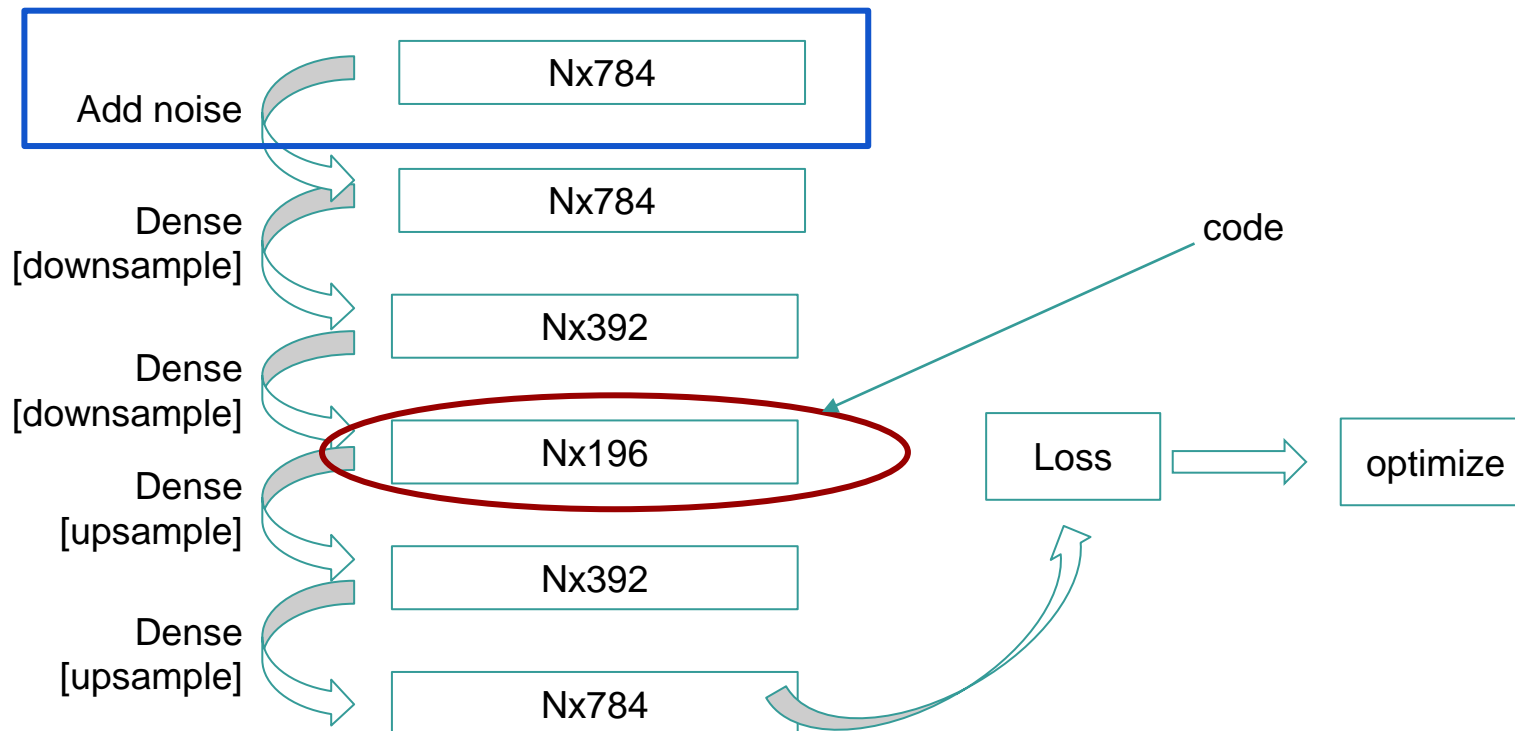 Nx784
Add noise
Nx784
Dense
[downsample]
code
Nx392
Dense
[downsample]
Nx196
Loss
optimize
Dense
[upsample]
Nx392
Dense
[upsample]
Nx784